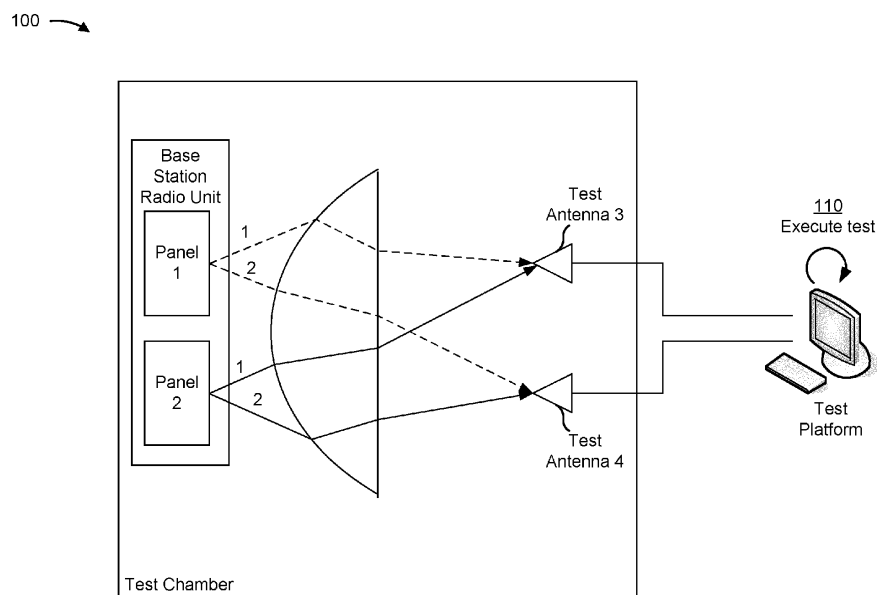 100
Base
Station
Radio Unit
Panel
1
1
2
Panel
2
1
2
Test
Antenna 3
Test
Antenna 4
110
Execute test
Test
Platform
Test Chamber